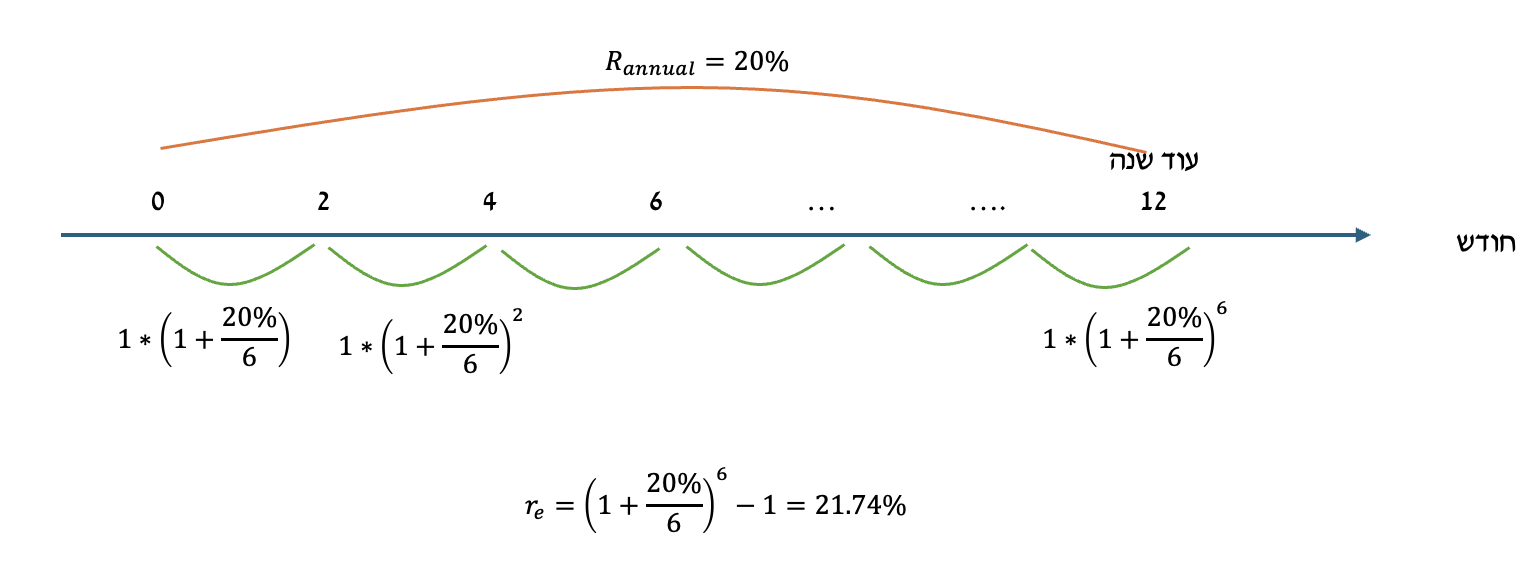 R_annual = 20%
עוד שנה
0 2 4 6 ... .... 12
חודש
1 * (1 + 20%/6) 1 * (1 + 20%/6)^2 1 * (1 + 20%/6)^6
r_e = (1 + 20%/6)^6 − 1 = 21.74%